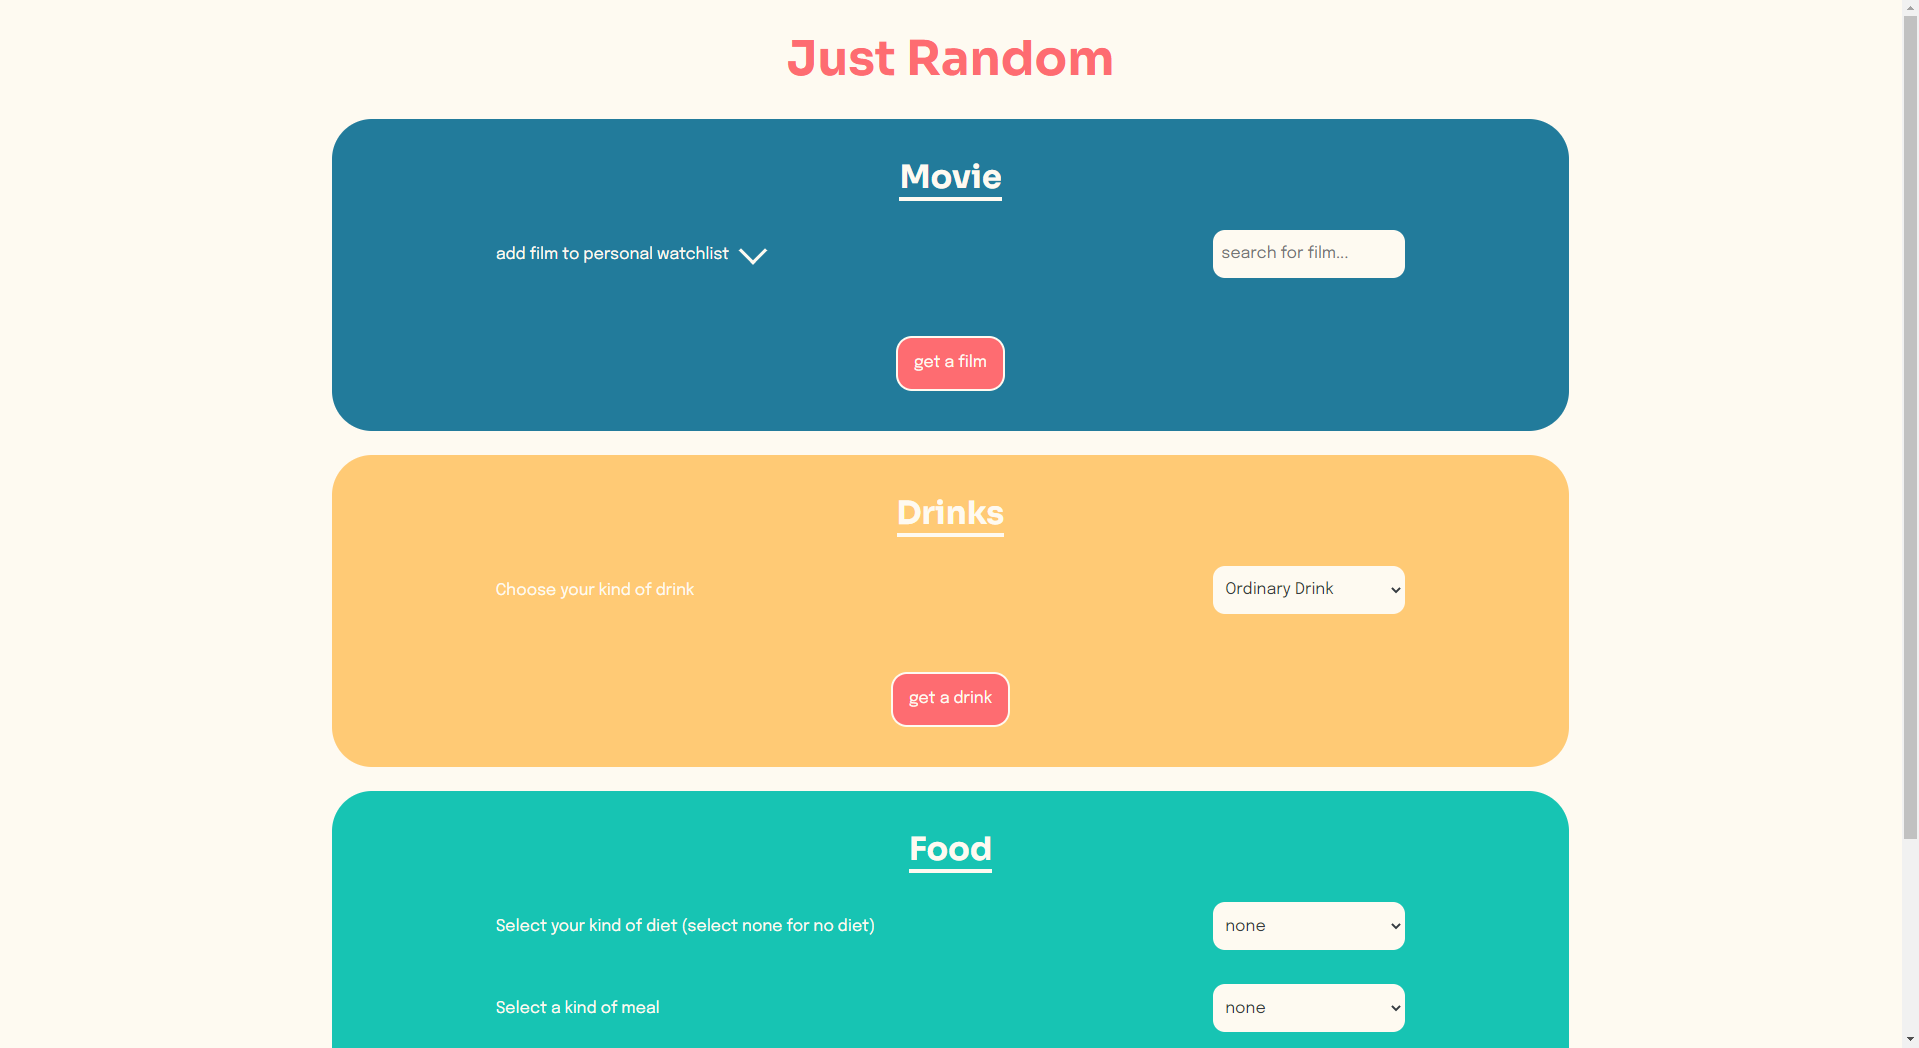 Just Random
Movie
add film to personal watchlist
search for film...
get a film
Drinks
Choose your kind of drink
Ordinary Drink
get a drink
Food
Select your kind of diet (select none for no diet)
none
Select a kind of meal
none